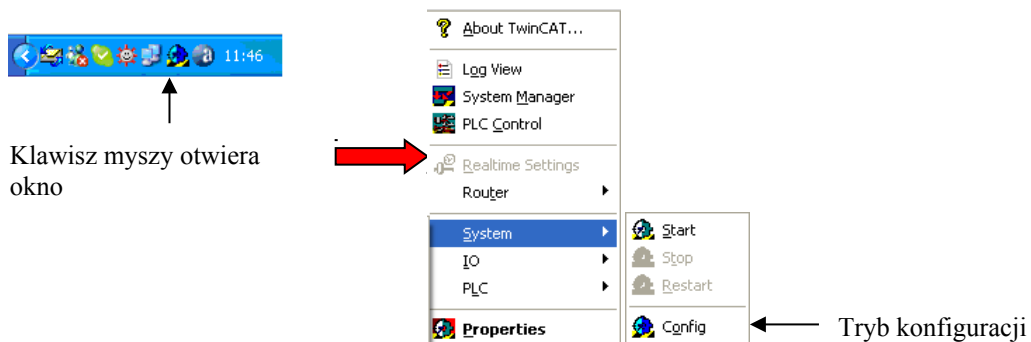 11:46
Klawisz myszy otwiera
okno
About TwinCAT...
Log View
System Manager
PLC Control
Realtime Settings
Router
System
IO
PLC
Properties
Start
Stop
Restart
Config
Tryb konfiguracji